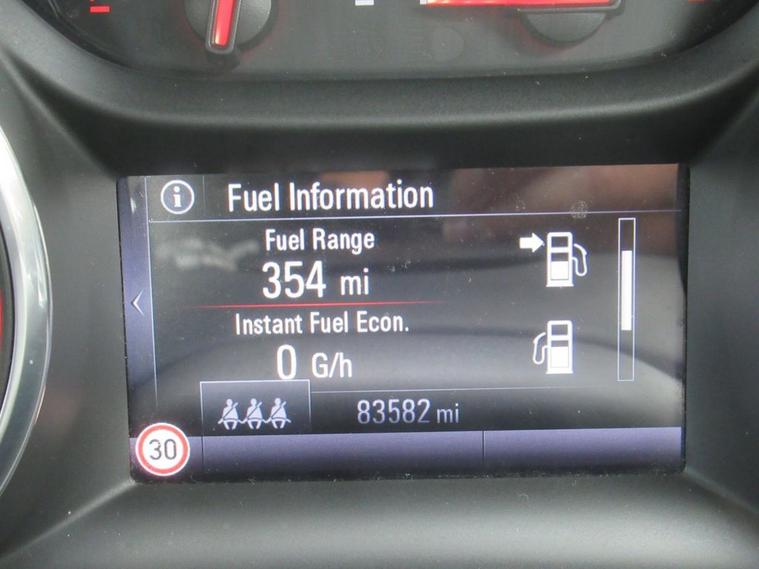 i Fuel Information
Fuel Range
354 mi
Instant Fuel Econ.
0 G/h
83582 mi
30